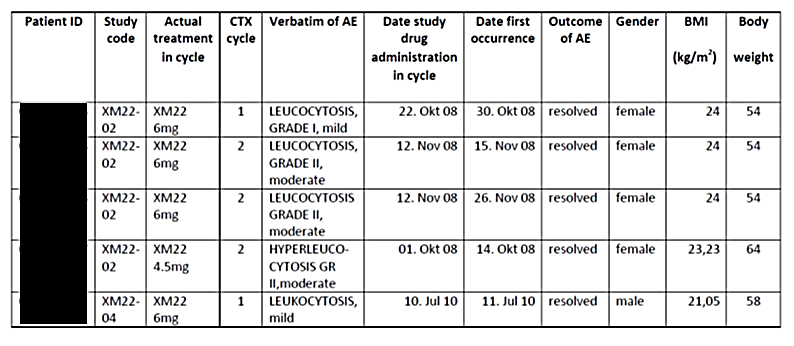 Patient ID Study code Actual treatment in cycle CTX cycle Verbatim of AE Date study drug administration in cycle Date first occurrence Outcome of AE Gender BMI (kg/m²) Body weight
XM22-02 XM22 6mg 1 LEUCOCYTOSIS, GRADE I, mild 22. Okt 08 30. Okt 08 resolved female 24 54
XM22-02 XM22 6mg 2 LEUCOCYTOSIS, GRADE II, moderate 12. Nov 08 15. Nov 08 resolved female 24 54
XM22-02 XM22 6mg 2 LEUCOCYTOSIS GRADE II, moderate 12. Nov 08 26. Nov 08 resolved female 24 54
XM22-02 XM22 4.5mg 2 HYPERLEUCO-CYTOSIS GR II,moderate 01. Okt 08 14. Okt 08 resolved female 23,23 64
XM22-04 XM22 6mg 1 LEUKOCYTOSIS, mild 10. Jul 10 11. Jul 10 resolved male 21,05 58